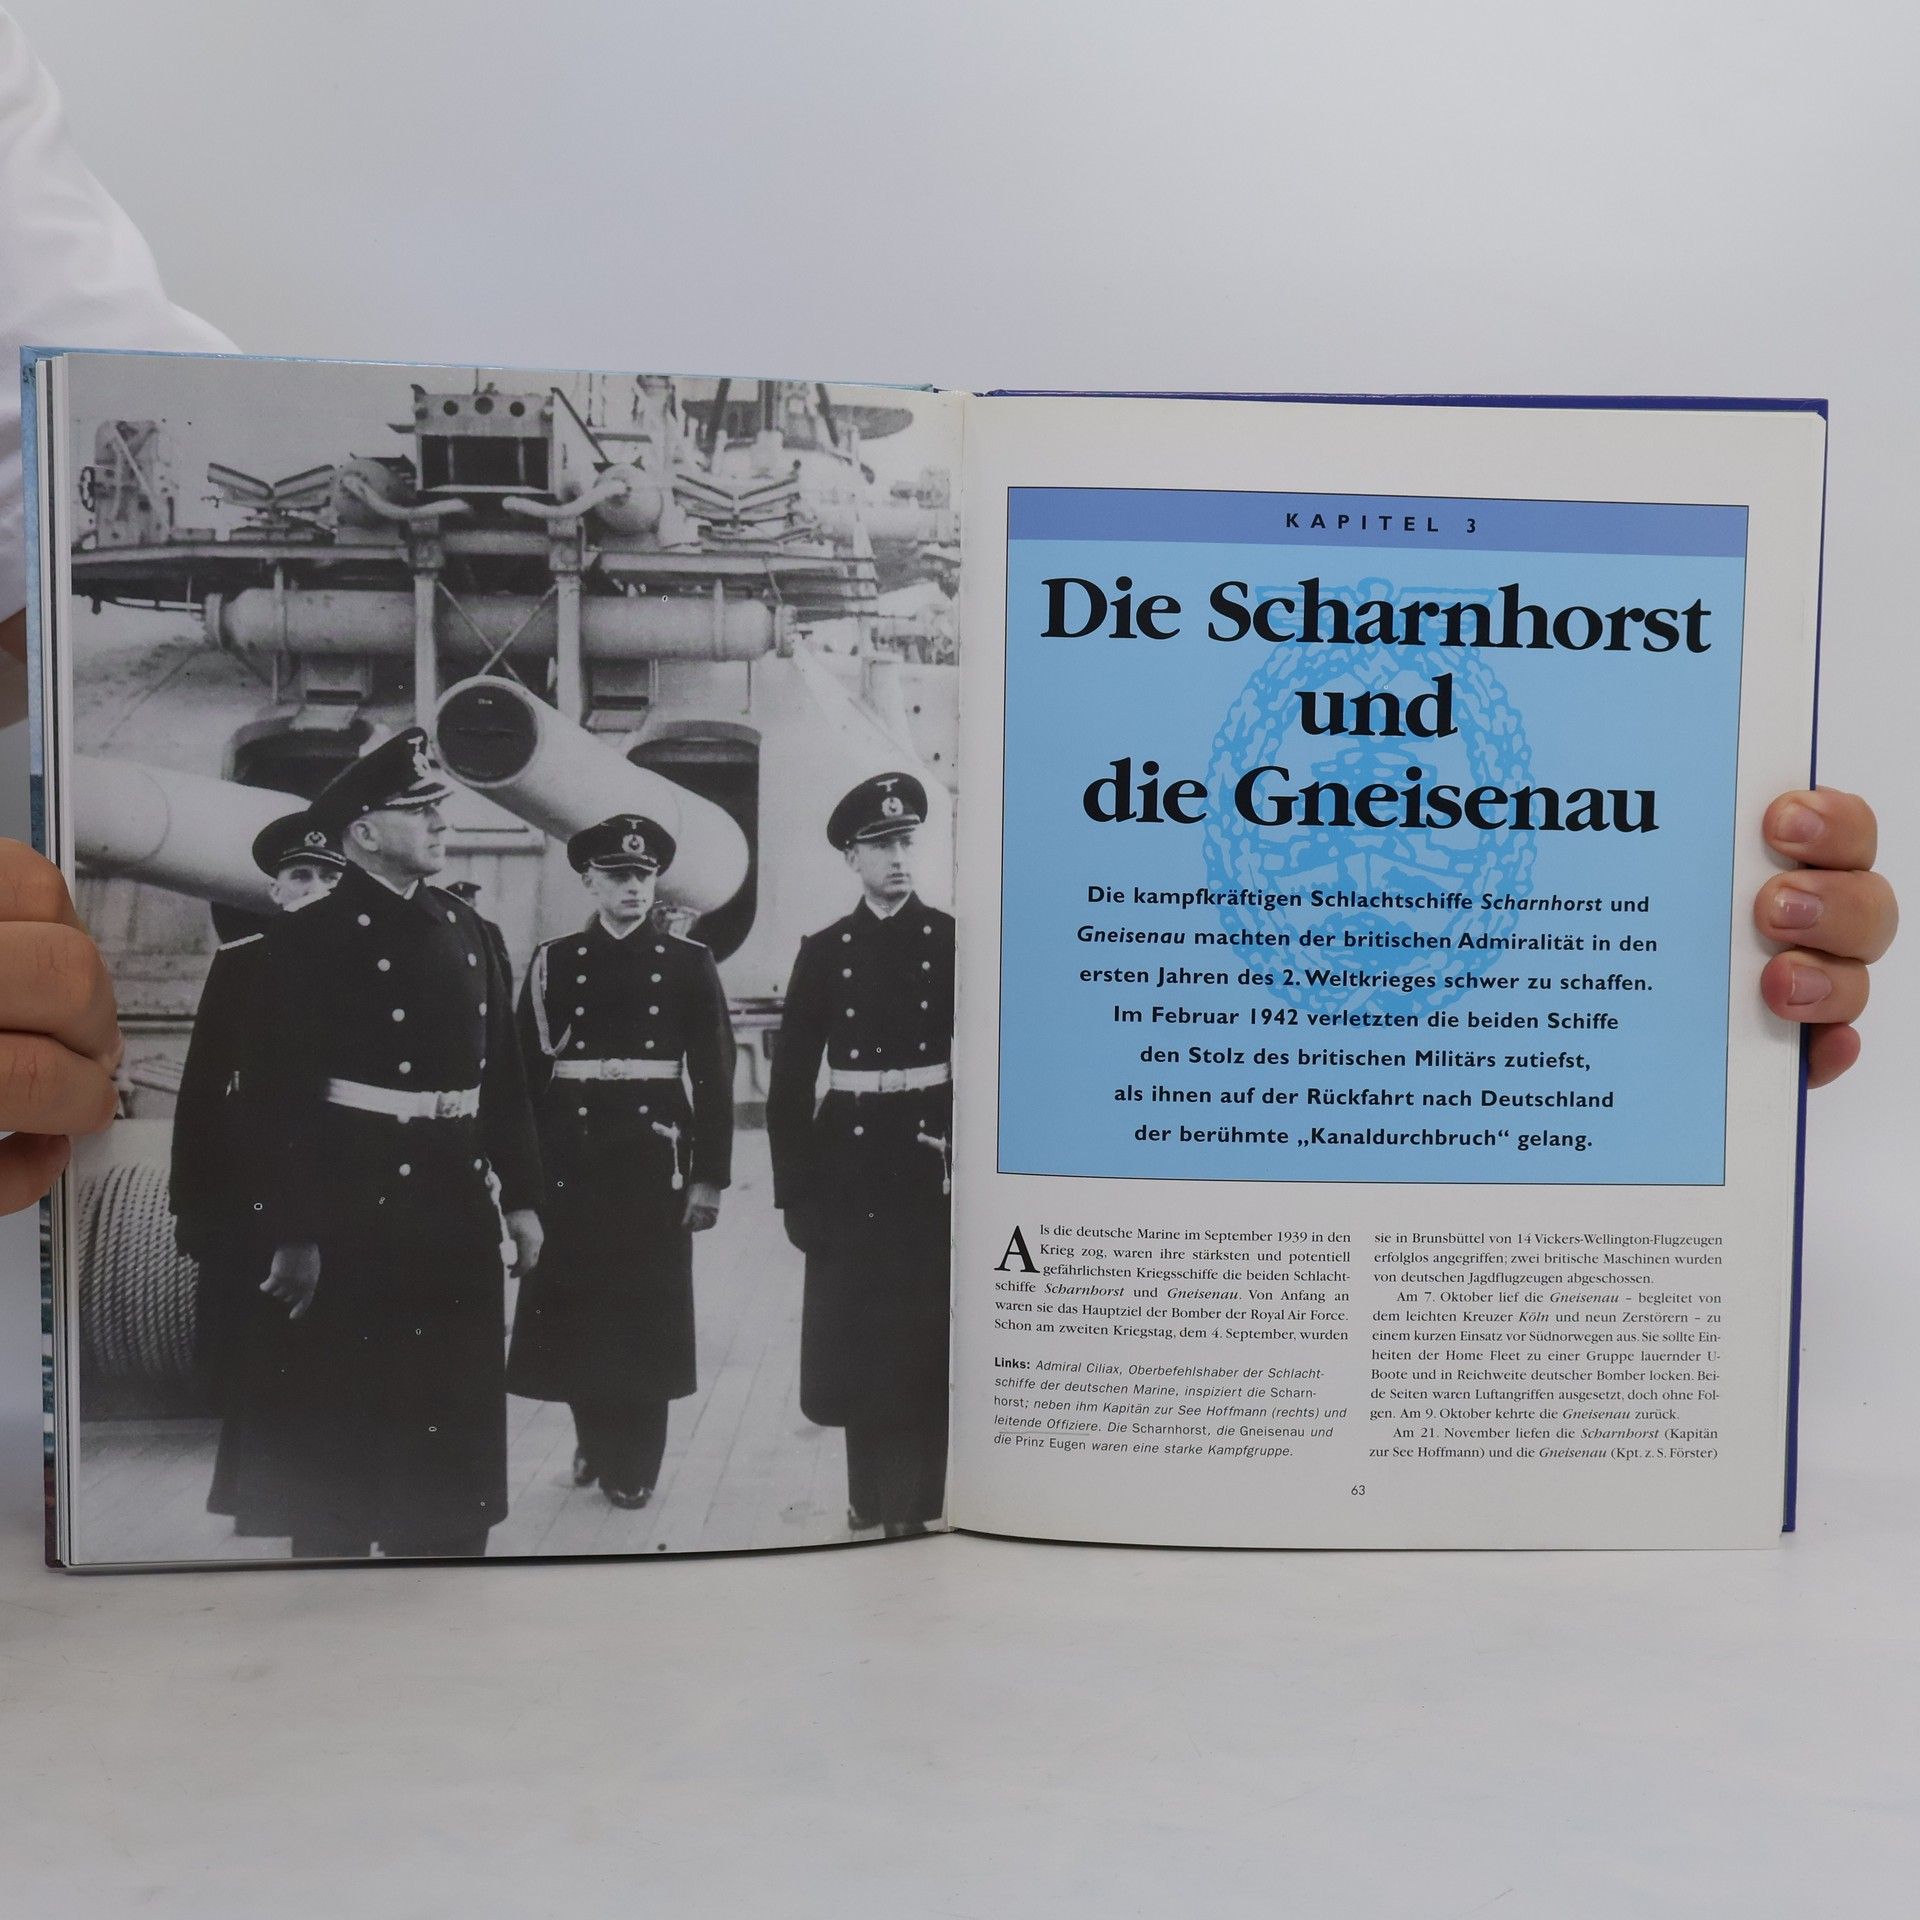 KAPITEL 3
Die Scharnhorst
und
die Gneisenau
Die kampfkräftigen Schlachtschiffe Scharnhorst und
Gneisenau machten der britischen Admiralität in den
ersten Jahren des 2. Weltkrieges schwer zu schaffen.
Im Februar 1942 verletzten die beiden Schiffe
den Stolz des britischen Militärs zutiefst,
als ihnen auf der Rückfahrt nach Deutschland
der berühmte „Kanaldurchbruch“ gelang.
Als die deutsche Marine im September 1939 in den
Krieg zog, waren ihre stärksten und potentiell
gefährlichsten Kriegsschiffe die beiden Schlacht-
schiffe Scharnhorst und Gneisenau. Von Anfang an
waren sie das Hauptziel der Bomber der Royal Air Force.
Schon am zweiten Kriegstag, dem 4. September, wurden
Links: Admiral Ciliax, Oberbefehlshaber der Schlacht-
schiffe der deutschen Marine, inspiziert die Scharn-
horst; neben ihm Kapitän zur See Hoffmann (rechts) und
leitende Offiziere. Die Scharnhorst, die Gneisenau und
die Prinz Eugen waren eine starke Kampfgruppe.
sie in Brunsbüttel von 14 Vickers-Wellington-Flugzeugen
erfolglos angegriffen; zwei britische Maschinen wurden
von deutschen Jagdflugzeugen abgeschossen.
Am 7. Oktober lief die Gneisenau – begleitet von
dem leichten Kreuzer Köln und neun Zerstörern – zu
einem kurzen Einsatz vor Südnorwegen aus. Sie sollte Ein-
heiten der Home Fleet zu einer Gruppe lauernder U-
Boote und in Reichweite deutscher Bomber locken. Bei-
de Seiten waren Luftangriffen ausgesetzt, doch ohne Fol-
gen. Am 9. Oktober kehrte die Gneisenau zurück.
Am 21. November liefen die Scharnhorst (Kapitän
zur See Hoffmann) und die Gneisenau (Kpt. z. S. Förster)
63